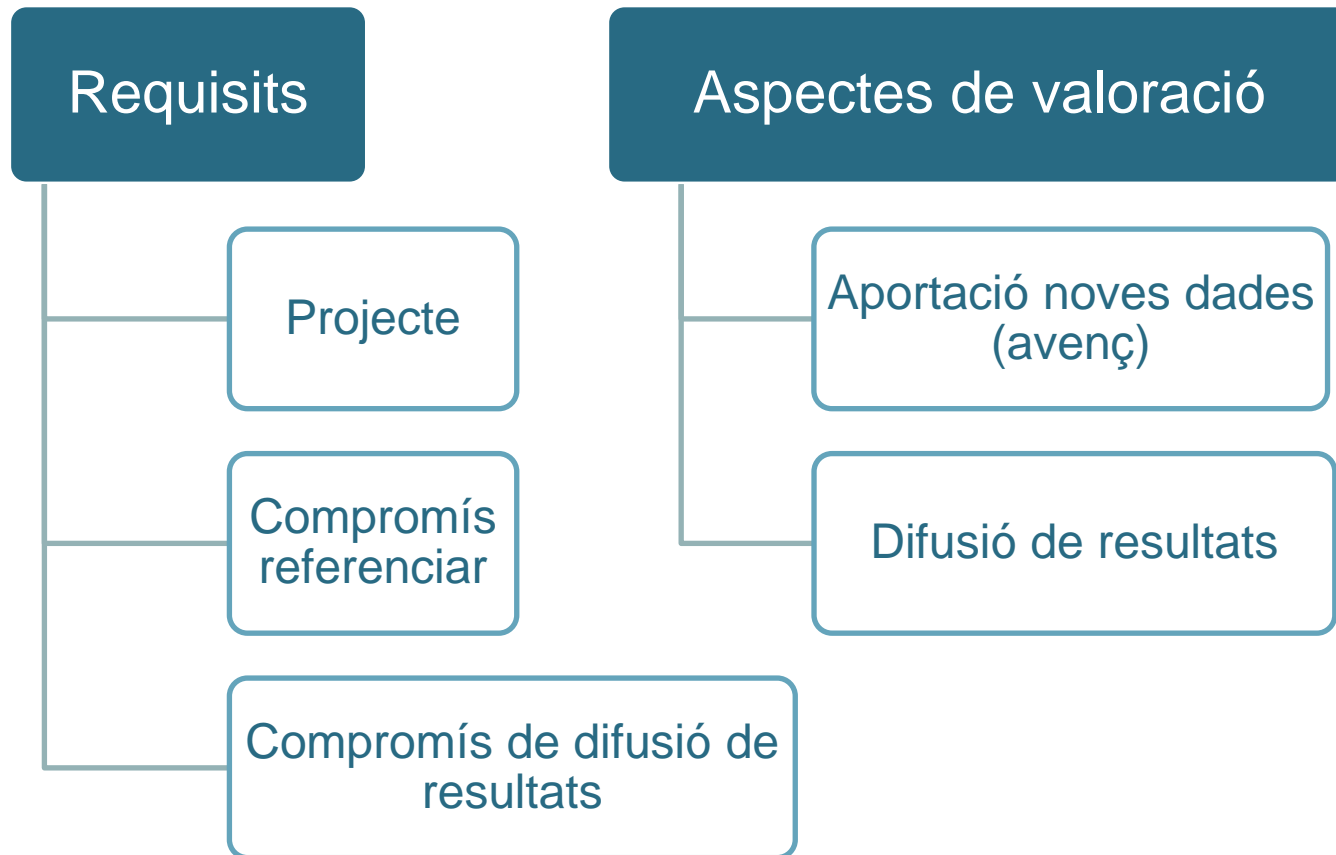 Requisits
Projecte
Compromís
referenciar
Compromís de difusió de
resultats
Aspectes de valoració
Aportació noves dades
(avenç)
Difusió de resultats